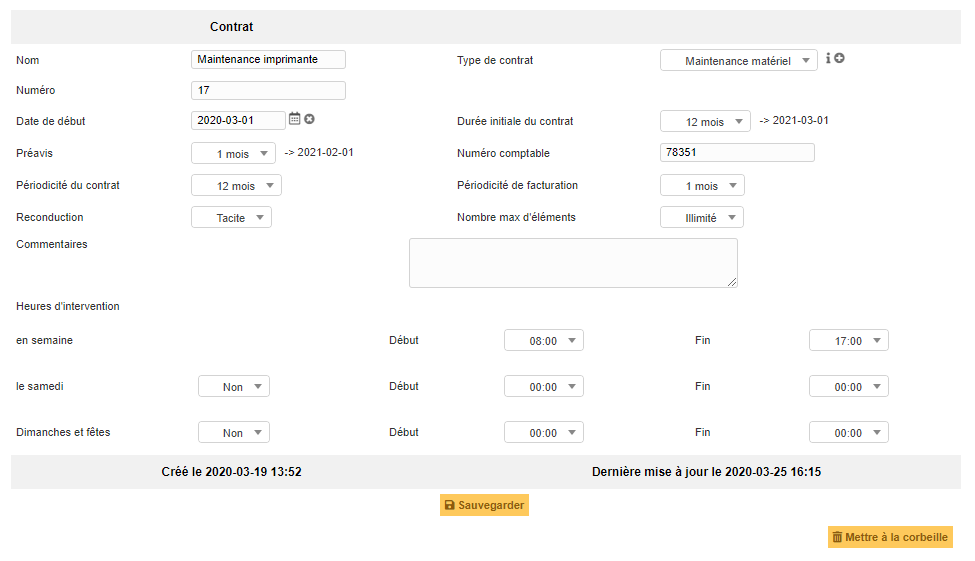 Contrat
Nom Maintenance imprimante Type de contrat Maintenance matériel
Numéro 17
Date de début 2020-03-01 Durée initiale du contrat 12 mois -> 2021-03-01
Préavis 1 mois -> 2021-02-01 Numéro comptable 78351
Périodicité du contrat 12 mois Périodicité de facturation 1 mois
Reconduction Tacite Nombre max d'éléments Illimité
Commentaires
Heures d'intervention
en semaine Début 08:00 Fin 17:00
le samedi Non Début 00:00 Fin 00:00
Dimanches et fêtes Non Début 00:00 Fin 00:00
Créé le 2020-03-19 13:52 Dernière mise à jour le 2020-03-25 16:15
Sauvegarder
Mettre à la corbeille